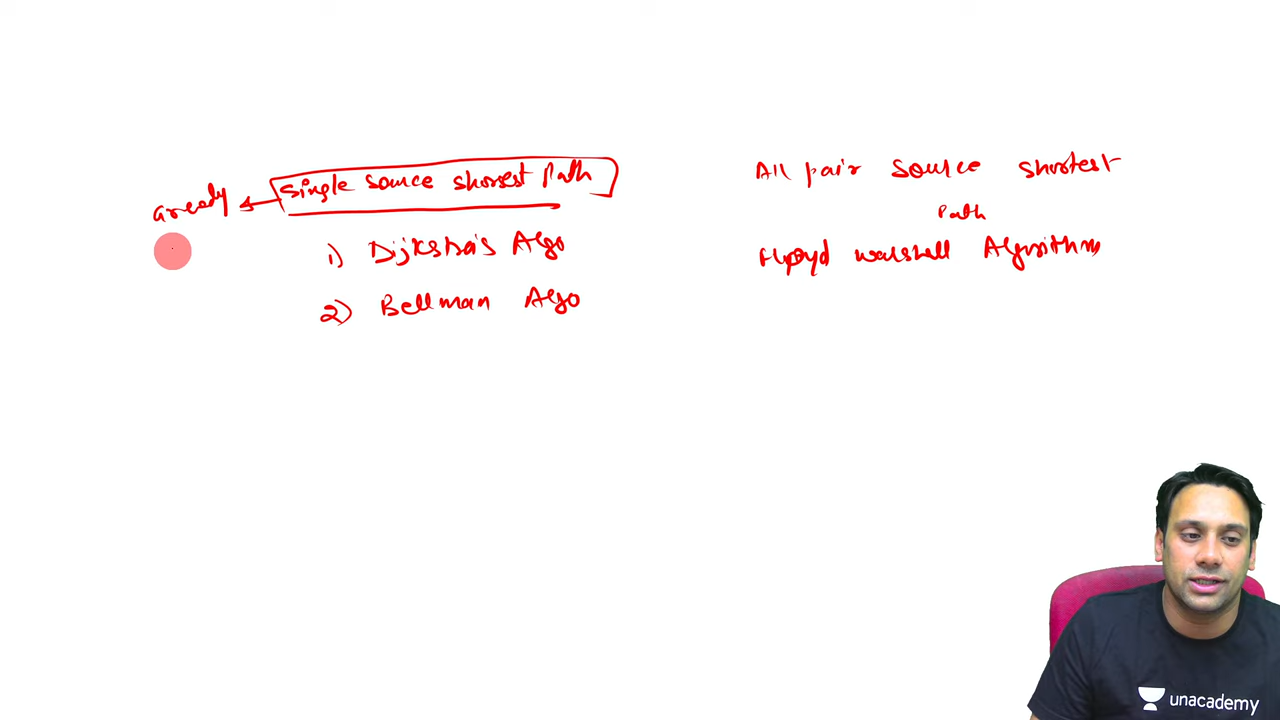 Single source shortest Path
aready
1) Dijkstra's Algo
2) Bellman Algo
All pair source shortest
Path
Floyd warshall Algorithm
unacademy